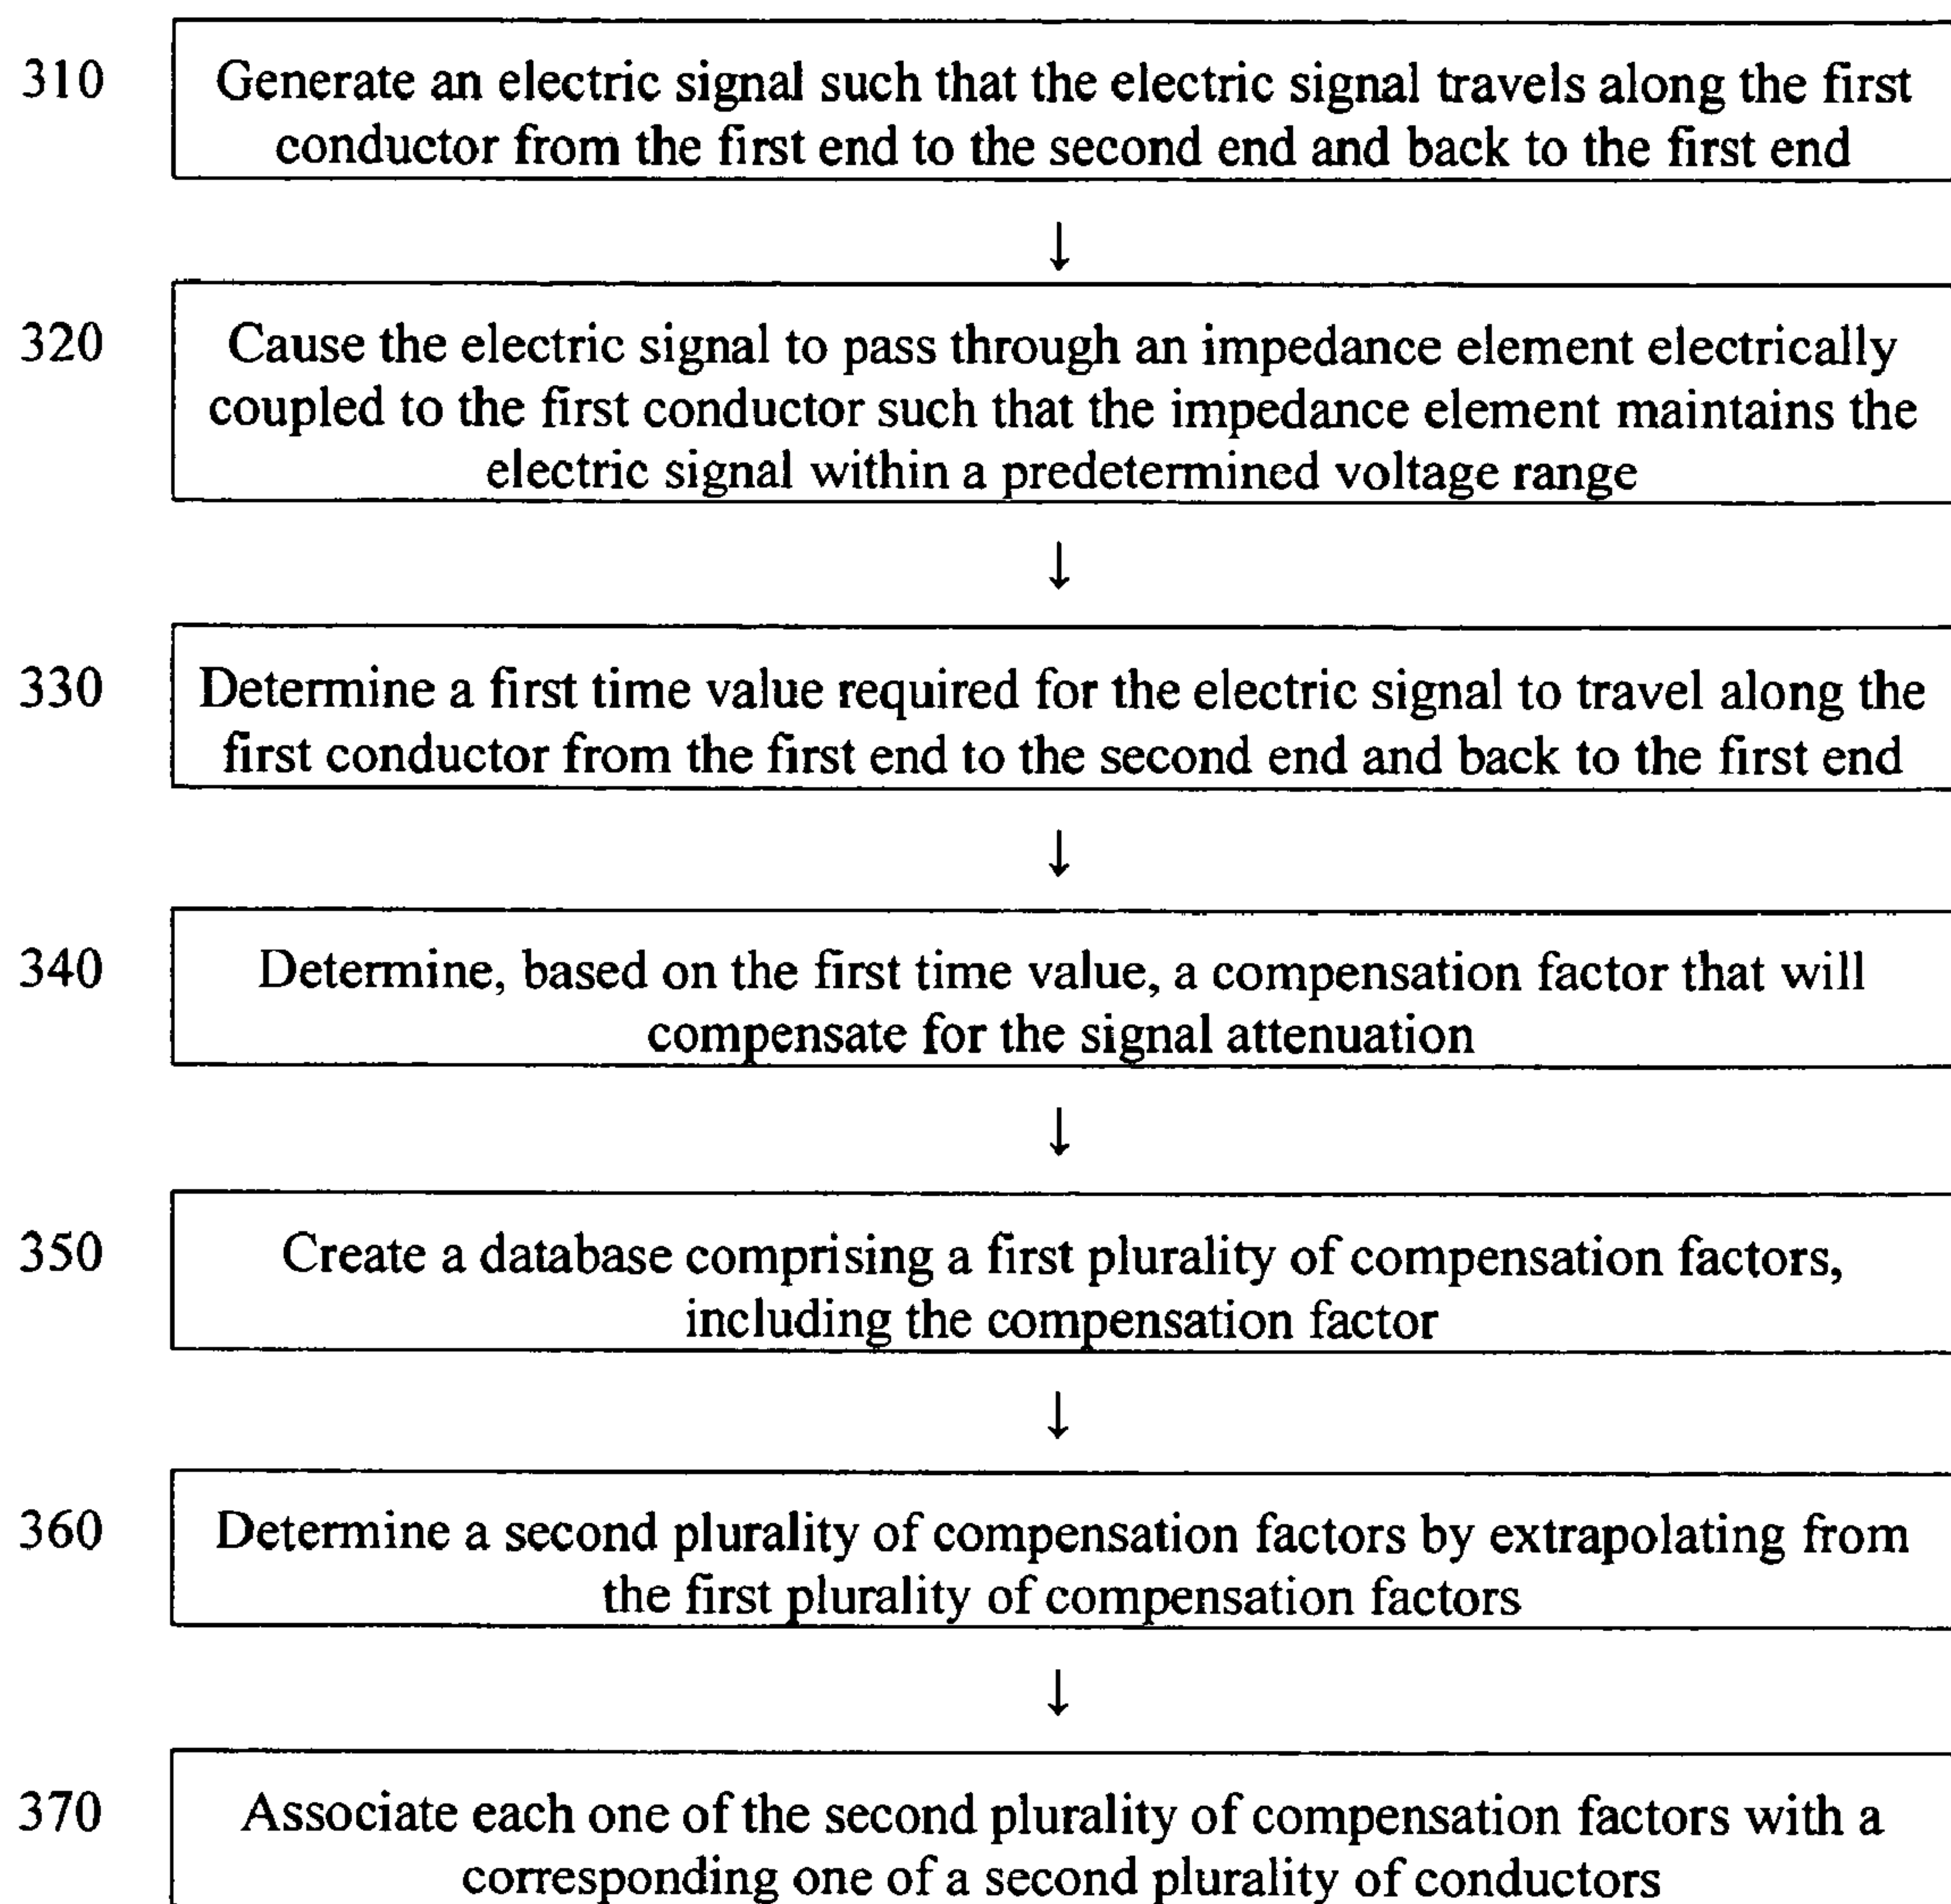 310
Generate an electric signal such that the electric signal travels along the first
conductor from the first end to the second end and back to the first end
↓
320
Cause the electric signal to pass through an impedance element electrically
coupled to the first conductor such that the impedance element maintains the
electric signal within a predetermined voltage range
↓
330
Determine a first time value required for the electric signal to travel along the
first conductor from the first end to the second end and back to the first end
↓
340
Determine, based on the first time value, a compensation factor that will
compensate for the signal attenuation
↓
350
Create a database comprising a first plurality of compensation factors,
including the compensation factor
↓
360
Determine a second plurality of compensation factors by extrapolating from
the first plurality of compensation factors
↓
370
Associate each one of the second plurality of compensation factors with a
corresponding one of a second plurality of conductors